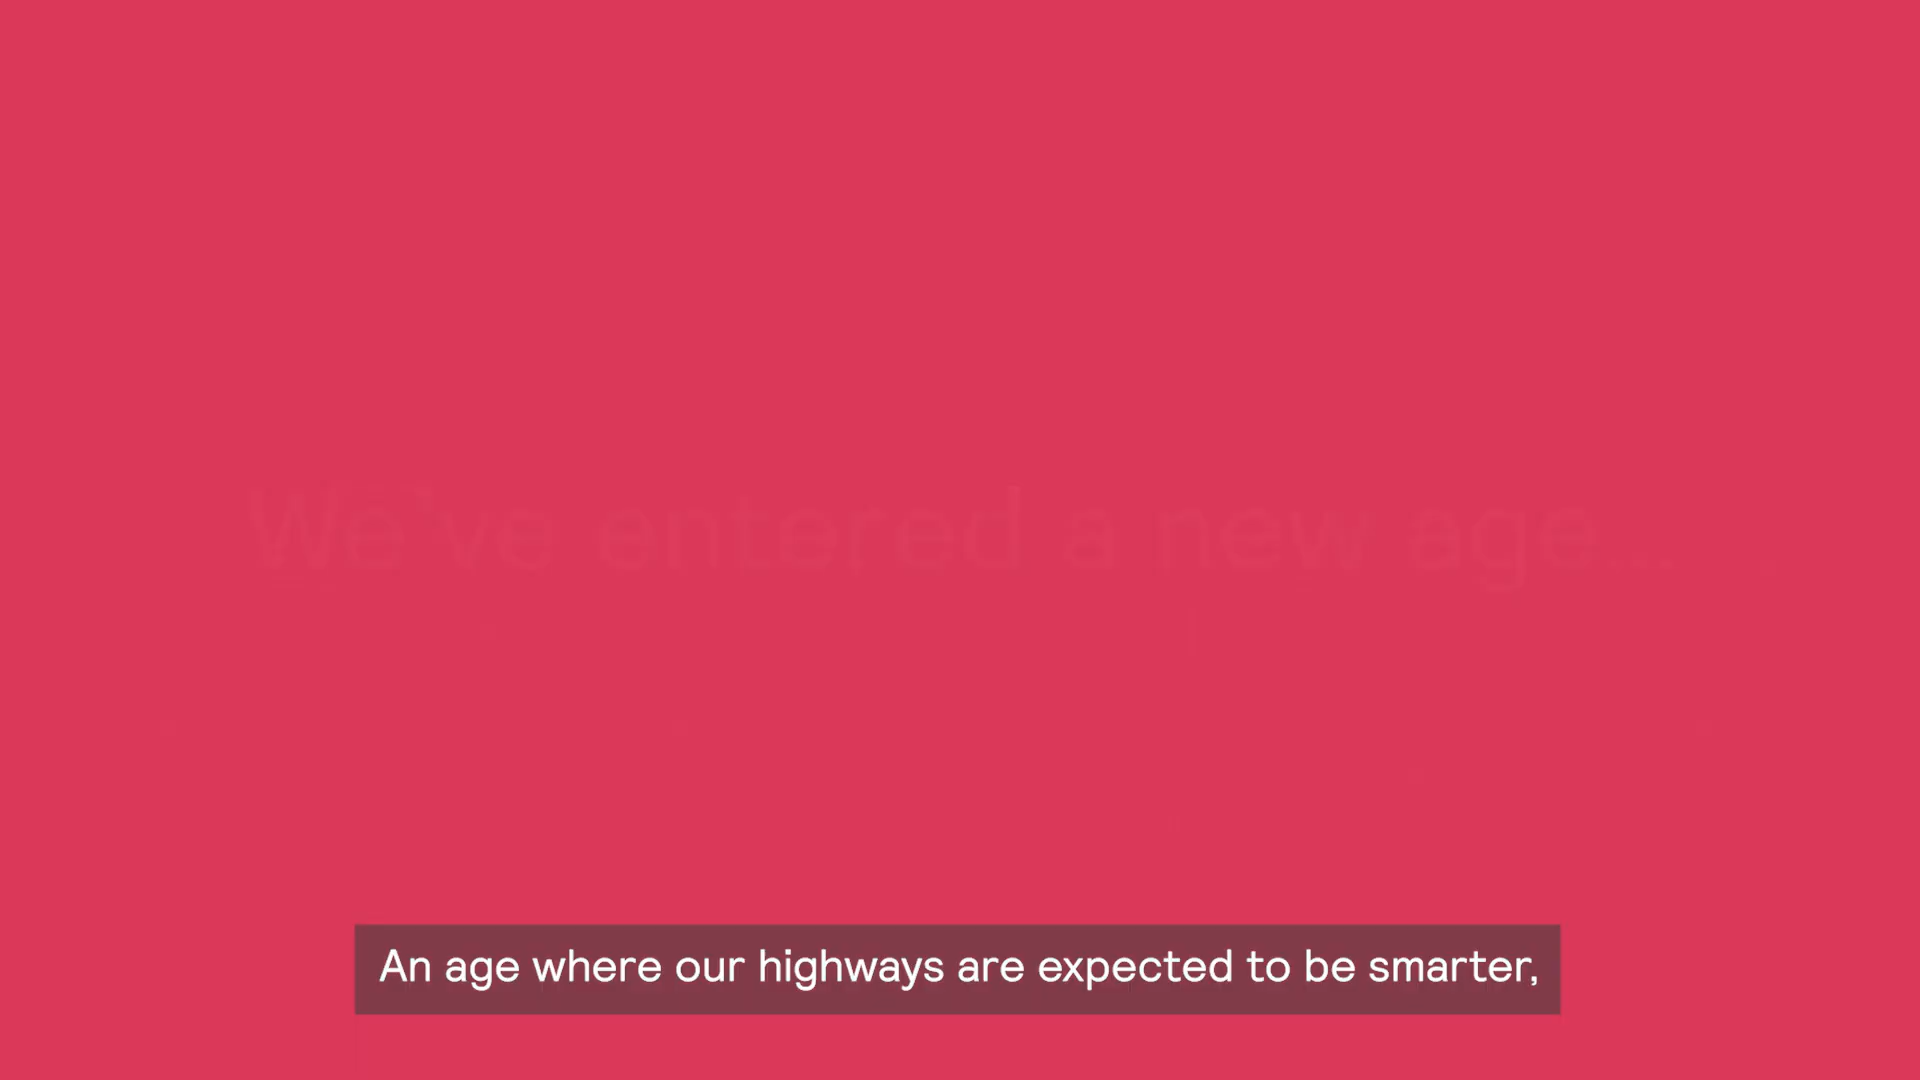 We've entered a new age...
An age where our highways are expected to be smarter,